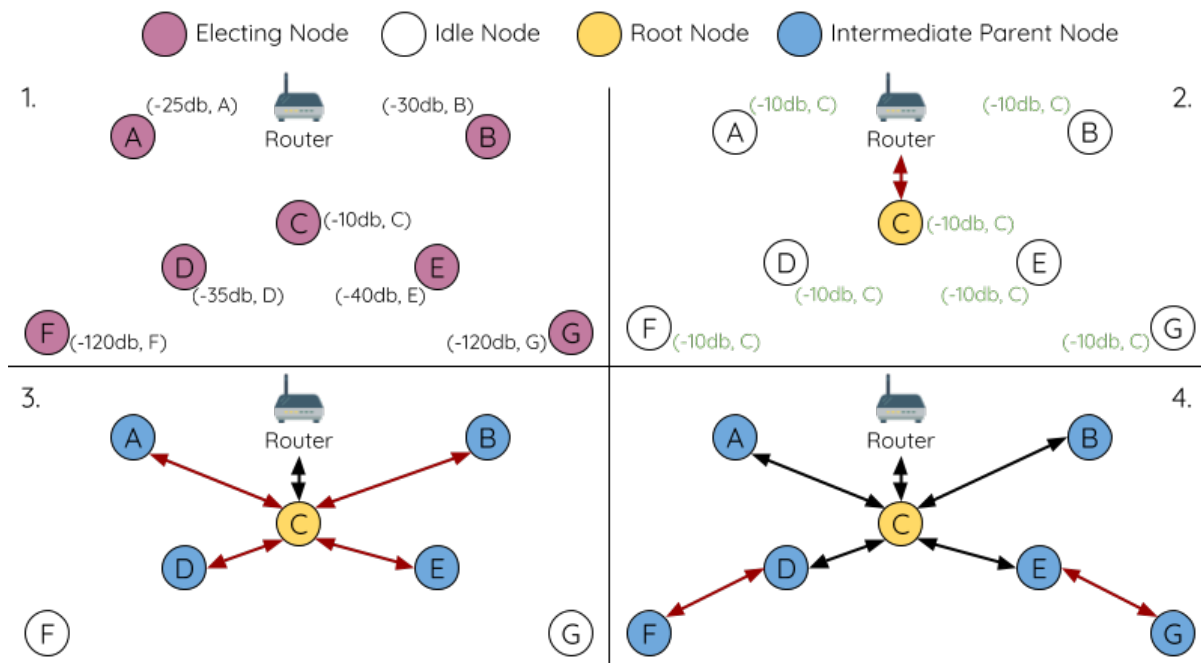 Electing Node
Idle Node
Root Node
Intermediate Parent Node
1.
(-25db, A)
(-30db, B)
A
Router
B
C
(-10db, C)
D
E
(-35db, D)
(-40db, E)
F
(-120db, F)
(-120db, G)
G
2.
(-10db, C)
(-10db, C)
A
Router
B
C
(-10db, C)
D
E
(-10db, C)
(-10db, C)
F
(-10db, C)
(-10db, C)
G
3.
A
Router
B
C
D
E
F
G
4.
A
Router
B
C
D
E
F
G